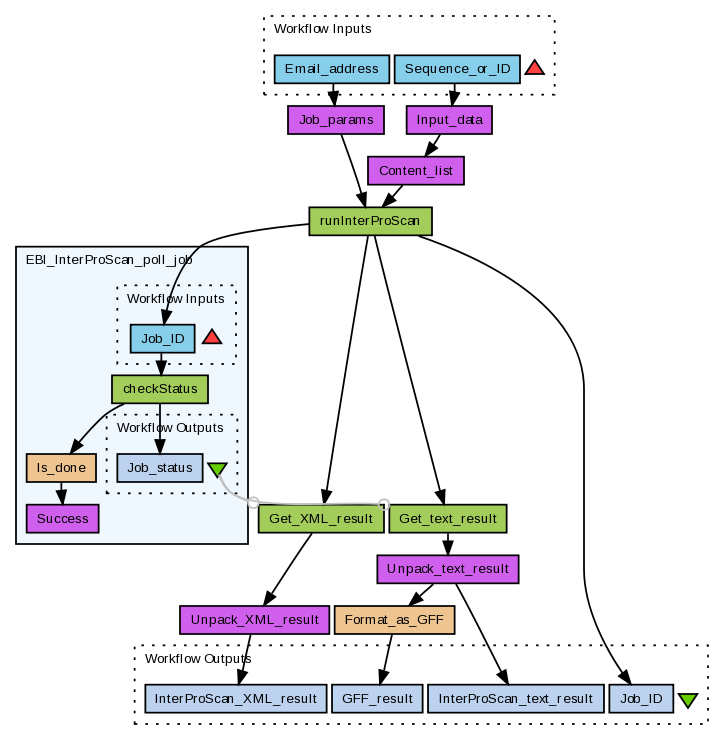 Workflow Inputs
Email_address
Sequence_or_ID
Job_params
Input_data
Content_list
runInterProScan
EBI_InterProScan_poll_job
Workflow Inputs
Job_ID
checkStatus
Workflow Outputs
Is_done
Job_status
Success
Get_XML_result
Get_text_result
Unpack_text_result
Unpack_XML_result
Format_as_GFF
Workflow Outputs
InterProScan_XML_result
GFF_result
InterProScan_text_result
Job_ID